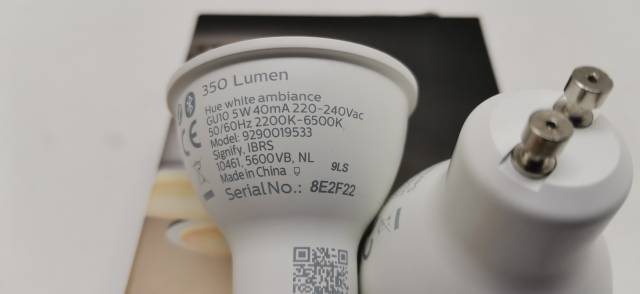 350 Lumen
Hue white ambiance
GU10 5W 40mA 220-240Vac
50/60Hz 2200K-6500K
Model: 9290019533
Signify, IBRS
10461, 5600VB, NL
Made in China
9LS
Serial No.: 8E2F22